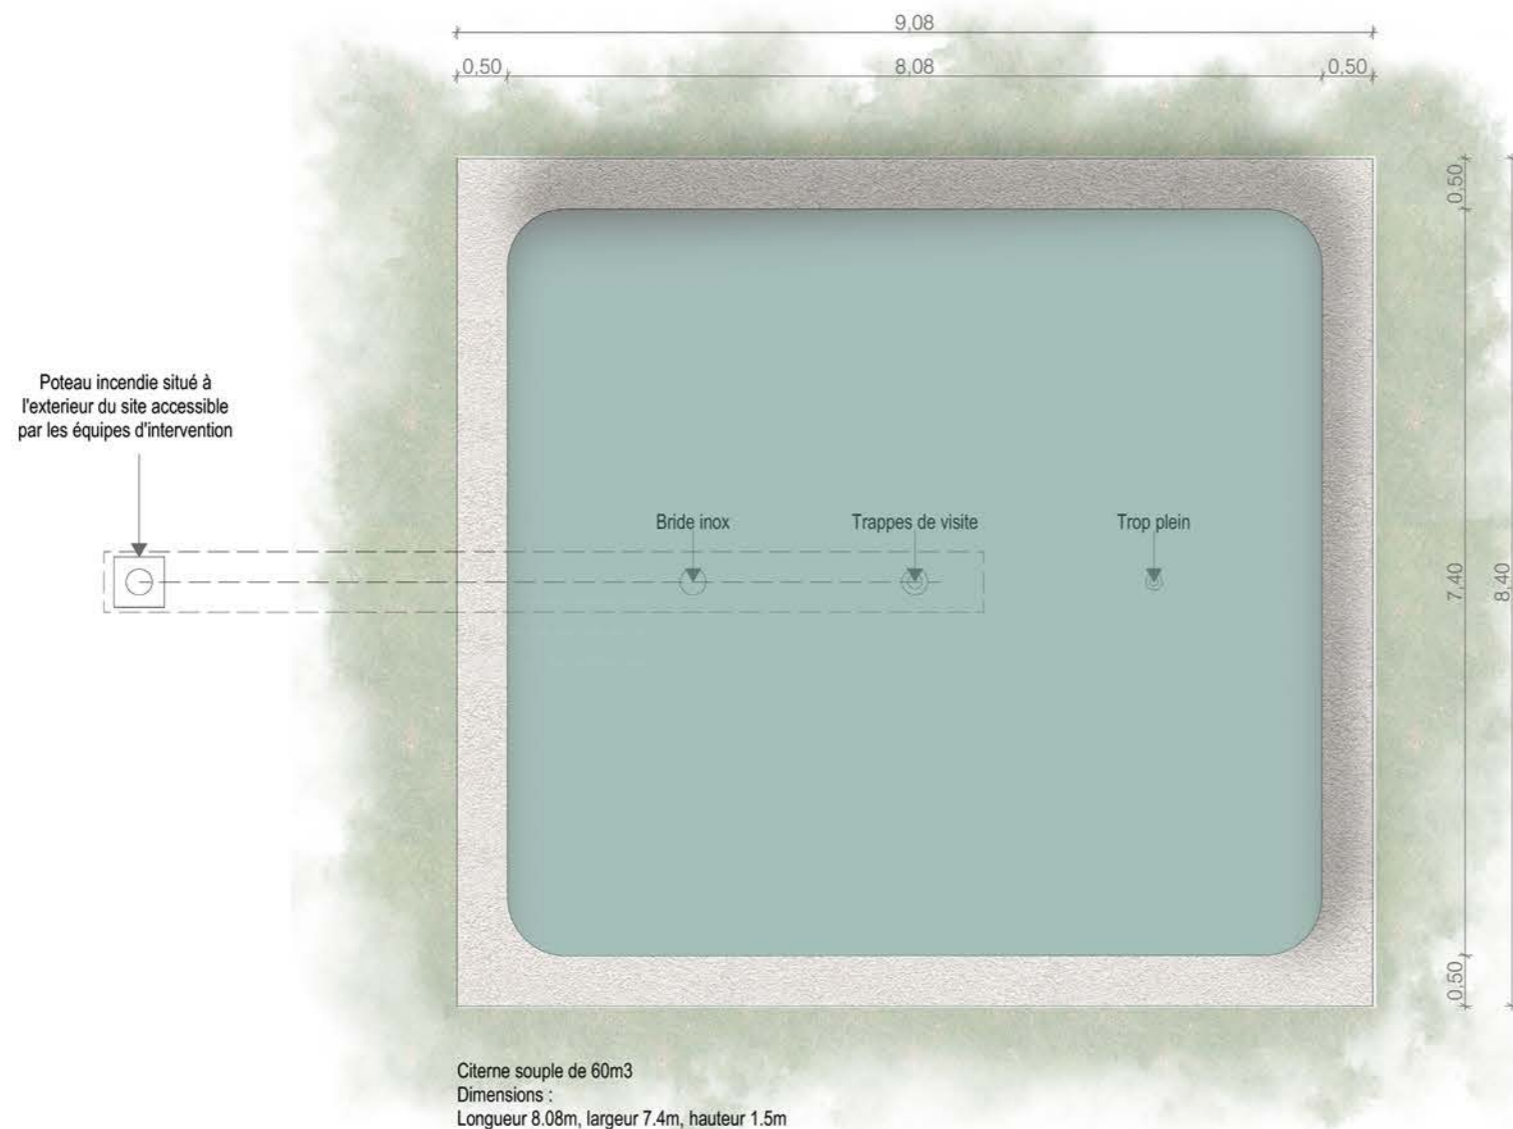 9,08
0,50
8,08
0,50
0,50
Poteau incendie situé à
l'exterieur du site accessible
par les équipes d'intervention
Bride inox
Trappes de visite
Trop plein
7,40
8,40
0,50
Citerne souple de 60m3
Dimensions :
Longueur 8.08m, largeur 7.4m, hauteur 1.5m